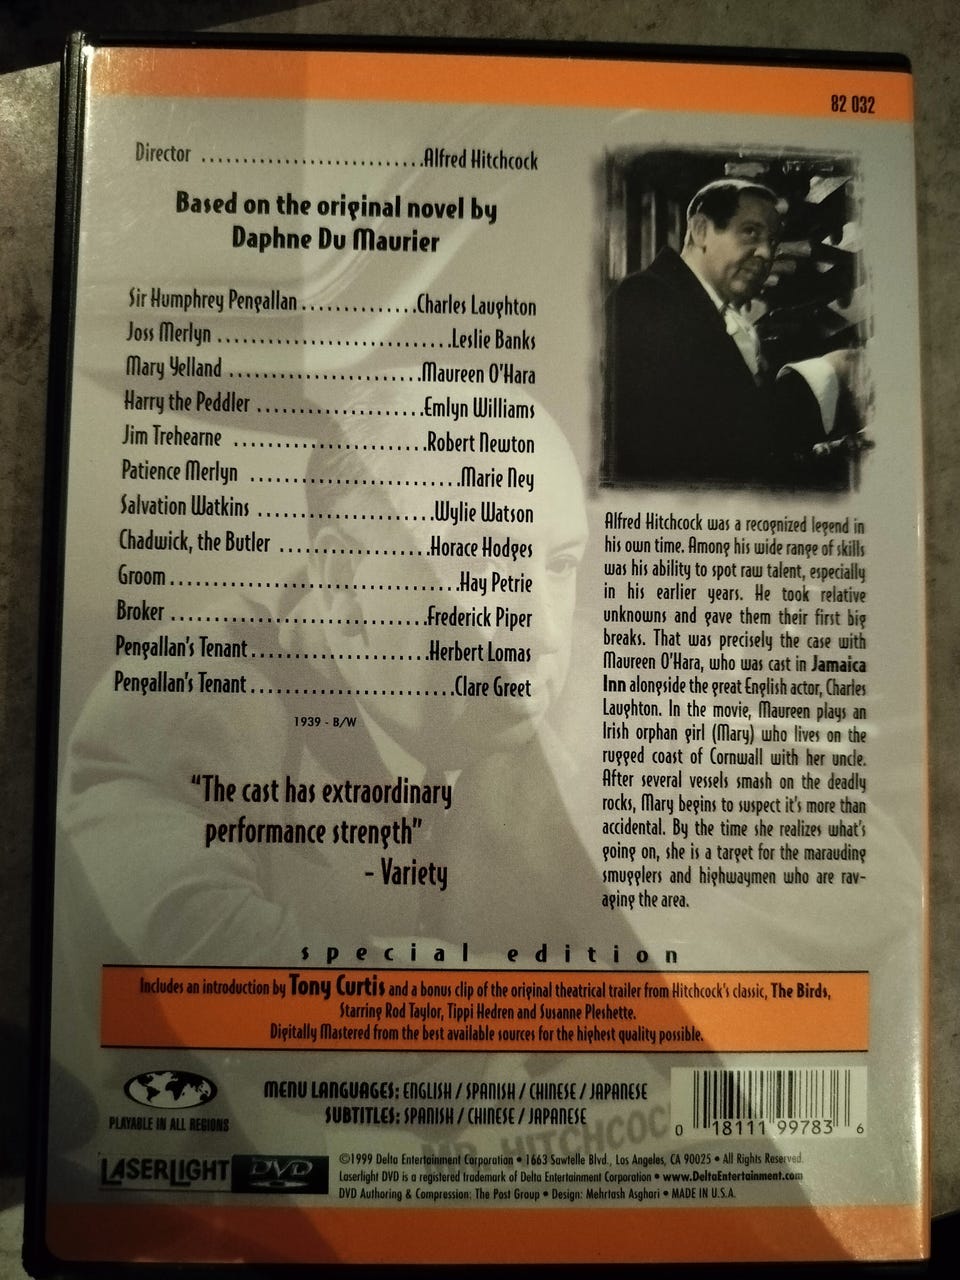 82 032
Director ...........................Alfred Hitchcock
Based on the original novel by
Daphne Du Maurier
Sir Humphrey Pengallan ..............Charles Laughton
Joss Merlyn ............................Leslie Banks
Mary Yelland .......................Maureen O'Hara
Harry the Peddler ....................Emlyn Williams
Jim Trehearne .......................Robert Newton
Patience Merlyn .........................Marie Ney
Salvation Watkins .....................Wylie Watson
Chadwick, the Butler ..................Horace Hodges
Groom...................................Hay Petrie
Broker ...............................Frederick Piper
Pengallan's Tenant.....................Herbert Lomas
Pengallan's Tenant........................Clare Greet
1939 - B/W
"The cast has extraordinary
performance strength"
- Variety
Alfred Hitchcock was a recognized legend in
his own time. Among his wide range of skills
was his ability to spot raw talent, especially
in his earlier years. He took relative
unknowns and gave them their first big
breaks. That was precisely the case with
Maureen O'Hara, who was cast in Jamaica
Inn alongside the great English actor, Charles
Laughton. In the movie, Maureen plays an
Irish orphan girl (Mary) who lives on the
rugged coast of Cornwall with her uncle.
After several vessels smash on the deadly
rocks, Mary begins to suspect it's more than
accidental. By the time she realizes what's
going on, she is a target for the marauding
smugglers and highwaymen who are rav-
aging the area.
special edition
Includes an introduction by Tony Curtis and a bonus clip of the original theatrical trailer from Hitchcock's classic, The Birds,
Starring Rod Taylor, Tippi Hedren and Susanne Pleshette.
Digitally Mastered from the best available sources for the highest quality possible.
MENU LANGUAGES: ENGLISH / SPANISH / CHINESE / JAPANESE
SUBTITLES: SPANISH / CHINESE / JAPANESE
PLAYABLE IN ALL REGIONS
MR. HITCHCOC
0 18111 99783 6
LASERLIGHT DVD
©1999 Delta Entertainment Corporation • 1663 Sawtelle Blvd., Los Angeles, CA 90025 • All Rights Reserved.
Laserlight DVD is a registered trademark of Delta Entertainment Corporation • www.DeltaEntertainment.com
DVD Authoring & Compression: The Post Group • Design: Mehrtash Asghari • MADE IN U.S.A.